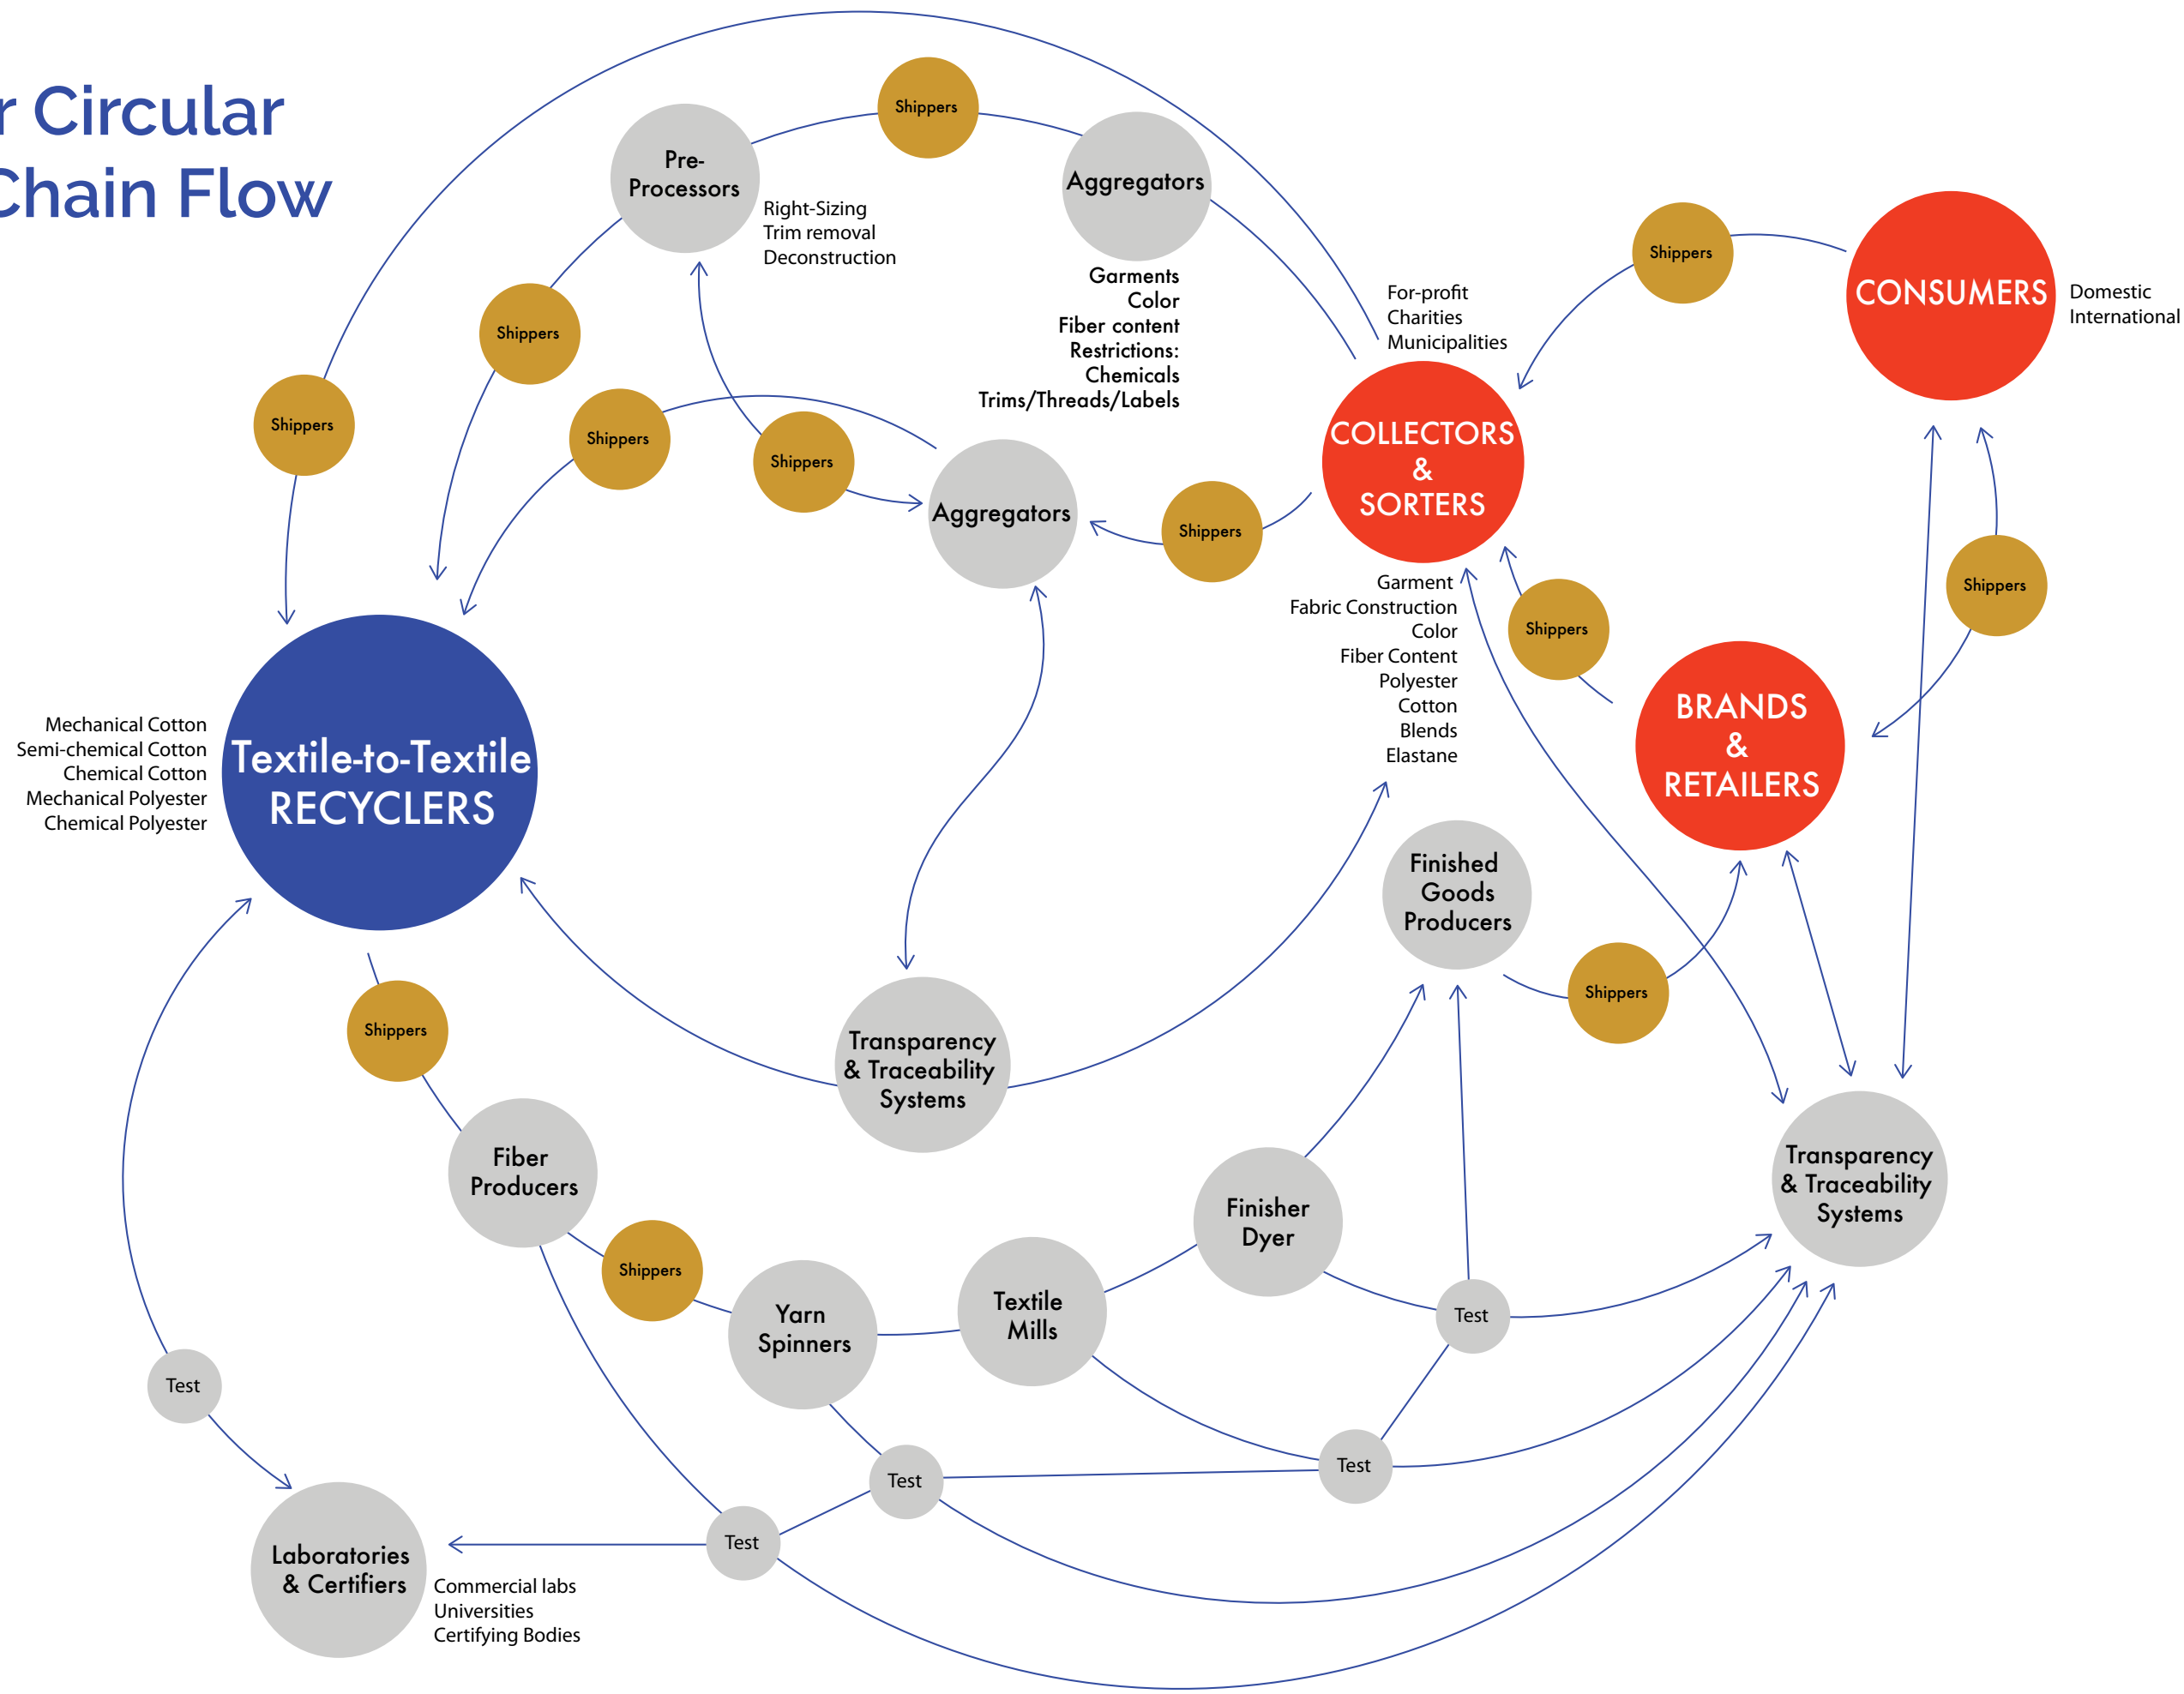 r Circular
Chain Flow
Shippers
Pre-
Processors
Right-Sizing
Trim removal
Deconstruction
Aggregators
Garments
Color
Fiber content
Restrictions:
Chemicals
Trims/Threads/Labels
Shippers
CONSUMERS
Domestic
International
For-profit
Charities
Municipalities
Shippers
Shippers
Shippers
Shippers
Aggregators
Shippers
COLLECTORS
&
SORTERS
Garment
Fabric Construction
Color
Fiber Content
Polyester
Cotton
Blends
Elastane
Shippers
Shippers
BRANDS
&
RETAILERS
Mechanical Cotton
Semi-chemical Cotton
Chemical Cotton
Mechanical Polyester
Chemical Polyester
Textile-to-Textile
RECYCLERS
Finished
Goods
Producers
Shippers
Shippers
Transparency
& Traceability
Systems
Fiber
Producers
Transparency
& Traceability
Systems
Finisher
Dyer
Shippers
Yarn
Spinners
Textile
Mills
Test
Test
Test
Test
Test
Laboratories
& Certifiers
Commercial labs
Universities
Certifying Bodies